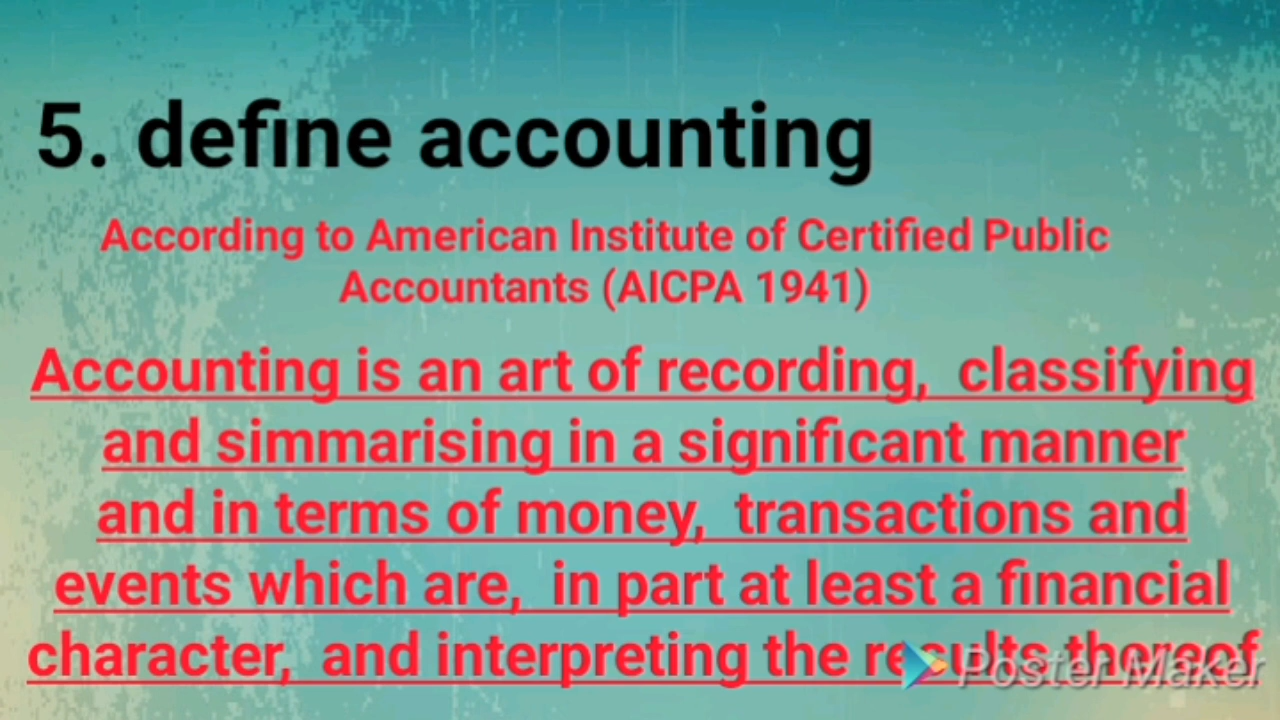 5. define accounting
According to American Institute of Certified Public
Accountants (AICPA 1941)
Accounting is an art of recording,  classifying
and simmarising in a significant manner
and in terms of money,  transactions and
events which are,  in part at least a financial
character,  and interpreting the results thereof
Poster Maker